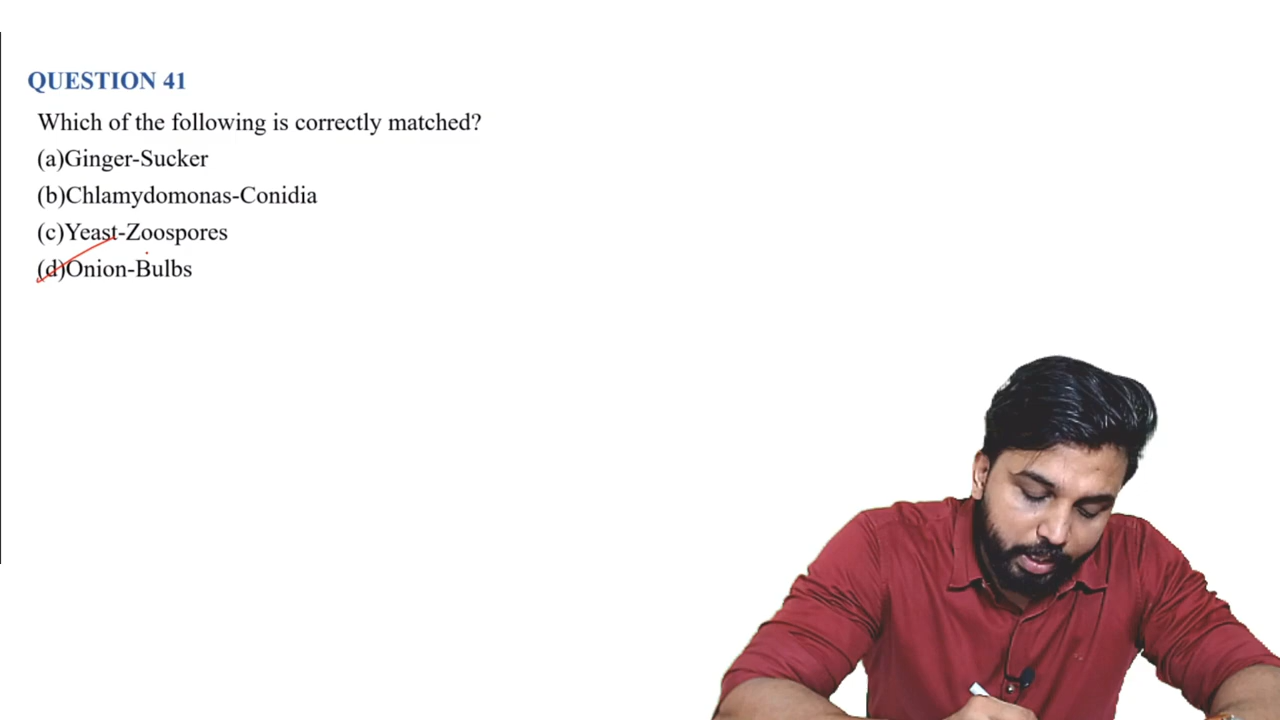 QUESTION 41
Which of the following is correctly matched?
(a)Ginger-Sucker
(b)Chlamydomonas-Conidia
(c)Yeast-Zoospores
(d)Onion-Bulbs